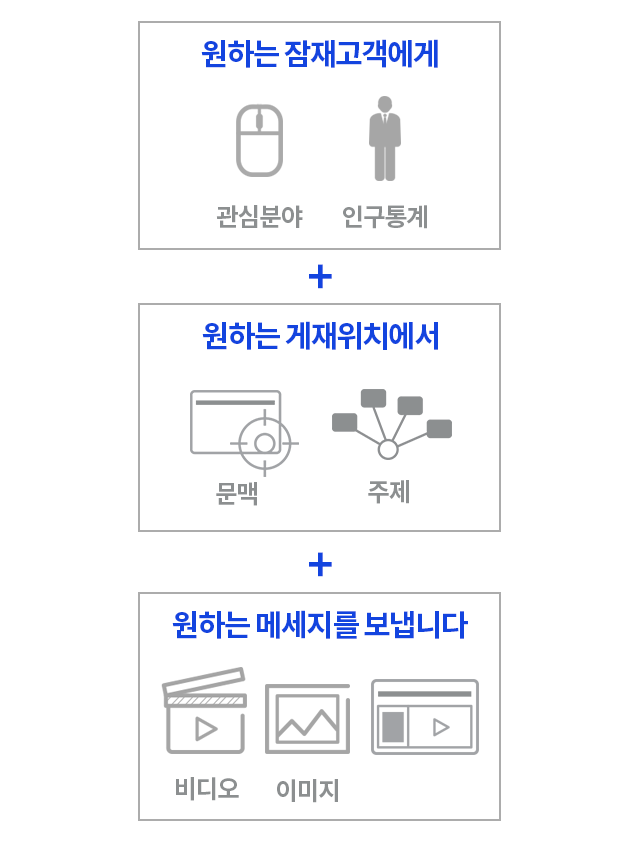 원하는 잠재고객에게
관심분야 인구통계
+
원하는 게재위치에서
문맥 주제
+
원하는 메세지를 보냅니다
비디오 이미지